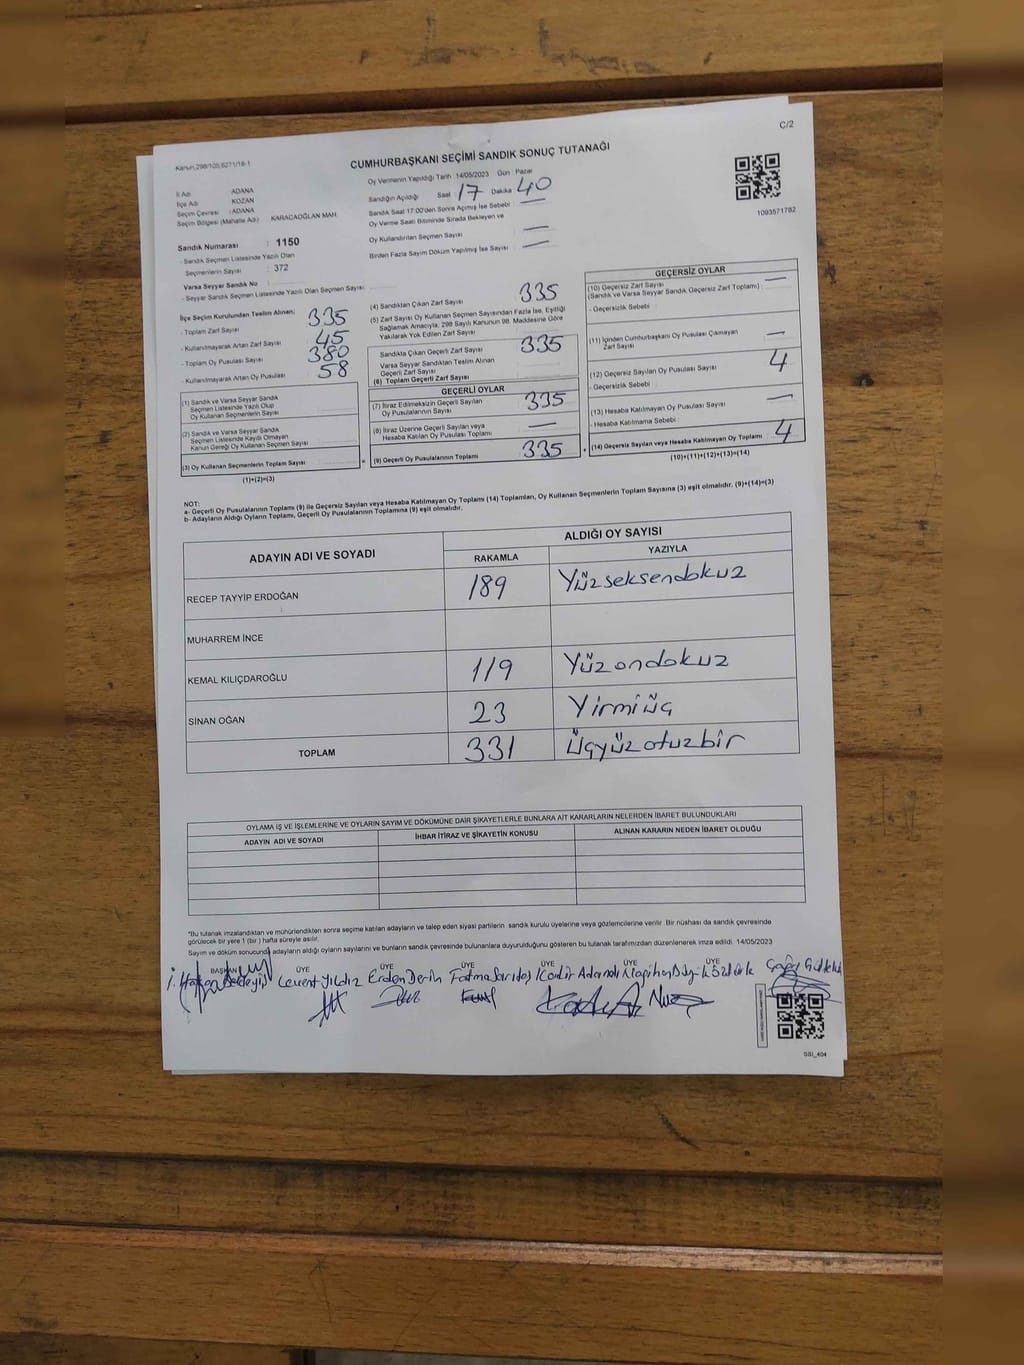 C/2
Kanun,298/105,6271/18-1
CUMHURBAŞKANI SEÇİMİ SANDIK SONUÇ TUTANAĞI
İl Adı : ADANA
İlçe Adı : KOZAN
Seçim Çevresi : ADANA
Seçim Bölgesi (Mahalle Adı) : KARACAOĞLAN MAH.
Sandık Numarası : 1150
- Sandık Seçmen Listesinde Yazılı Olan
Seçmenlerin Sayısı : 372
Varsa Seyyar Sandık No :
- Seyyar Sandık Seçmen Listesinde Yazılı Olan Seçmen Sayısı :
Oy Vermenin Yapıldığı Tarih 14/05/2023 Gün : Pazar
Sandığın Açıldığı Saat 17 Dakika 40
Sandık Saat 17:00'den Sonra Açılmış İse Sebebi : —
Oy Verme Saati Bitiminde Sırada Bekleyen ve
Oy Kullandırılan Seçmen Sayısı : —
Birden Fazla Sayım Döküm Yapılmış İse Sayısı : —
1093571782
İlçe Seçim Kurulundan Teslim Alınan;
- Toplam Zarf Sayısı : 335
- Kullanılmayarak Artan Zarf Sayısı : 45
- Toplam Oy Pusulası Sayısı : 380
- Kullanılmayarak Artan Oy Pusulası : 58
(1) Sandık ve Varsa Seyyar Sandık
Seçmen Listesinde Yazılı Olup
Oy Kullanan Seçmenlerin Sayısı :
(2) Sandık ve Varsa Seyyar Sandık
Seçmen Listesinde Kayıtlı Olmayan
Kanun Gereği Oy Kullanan Seçmen Sayısı :
(3) Oy Kullanan Seçmenlerin Toplam Sayısı :
(1)+(2)=(3)
(4) Sandıktan Çıkan Zarf Sayısı : 335
(5) Zarf Sayısı Oy Kullanan Seçmen Sayısından Fazla İse, Eşitliği
Sağlamak Amacıyla, 298 Sayılı Kanunun 98. Maddesine Göre
Yakılarak Yok Edilen Zarf Sayısı :
Sandıkta Çıkan Geçerli Zarf Sayısı : 335
Varsa Seyyar Sandıktan Teslim Alınan
Geçerli Zarf Sayısı :
(6) Toplam Geçerli Zarf Sayısı :
GEÇERLİ OYLAR
(7) İtiraz Edilmeksizin Geçerli Sayılan
Oy Pusulalarının Sayısı : 335
(8) İtiraz Üzerine Geçerli Sayılan veya
Hesaba Katılan Oy Pusulası Toplamı : —
(9) Geçerli Oy Pusulalarının Toplamı : 335
GEÇERSİZ OYLAR
(10) Geçersiz Zarf Sayısı : —
(Sandık ve Varsa Seyyar Sandık Geçersiz Zarf Toplamı) :
- Geçersizlik Sebebi :
(11) İçinden Cumhurbaşkanı Oy Pusulası Çıkmayan
Zarf Sayısı : —
(12) Geçersiz Sayılan Oy Pusulası Sayısı : 4
- Geçersizlik Sebebi :
(13) Hesaba Katılmayan Oy Pusulası Sayısı : —
- Hesaba Katılmama Sebebi :
(14) Geçersiz Sayılan veya Hesaba Katılmayan Oy Toplamı : 4
(10)+(11)+(12)+(13)=(14)
NOT:
a- Geçerli Oy Pusulalarının Toplamı (9) ile Geçersiz Sayılan veya Hesaba Katılmayan Oy Toplamı (14) Toplamları, Oy Kullanan Seçmenlerin Toplam Sayısına (3) eşit olmalıdır. (9)+(14)=(3)
b- Adayların Aldığı Oyların Toplamı, Geçerli Oy Pusulalarının Toplamına (9) eşit olmalıdır.
ADAYIN ADI VE SOYADI ALDIĞI OY SAYISI
RAKAMLA YAZIYLA
RECEP TAYYİP ERDOĞAN 189 Yüzseksendokuz
MUHARREM İNCE
KEMAL KILIÇDAROĞLU 119 Yüzondokuz
SİNAN OĞAN 23 Yirmiüç
TOPLAM 331 Üçyüzotuzbir
OYLAMA İŞ VE İŞLEMLERİNE VE OYLARIN SAYIM VE DÖKÜMÜNE DAİR ŞİKAYETLERLE BUNLARA AİT KARARLARIN NELERDEN İBARET BULUNDUKLARI
ADAYIN ADI VE SOYADI İHBAR İTİRAZ VE ŞİKAYETİN KONUSU ALINAN KARARIN NEDEN İBARET OLDUĞU
*Bu tutanak imzalandıktan ve mühürlendikten sonra seçime katılan adayların ve talep eden siyasi partilerin sandık kurulu üyelerine veya gözlemcilerine verilir. Bir nüshası da sandık çevresinde
görülecek bir yere 1 (bir) hafta süreyle asılır.
Sayım ve döküm sonucunda adayların aldığı oyların sayılarını ve bunların sandık çevresinde bulunanlara duyurulduğunu gösteren bu tutanak tarafımızdan düzenlenerek imza edildi. 14/05/2023
BAŞKAN ÜYE ÜYE ÜYE ÜYE ÜYE ÜYE
Levent Yıldız Erden Derin Fatma Sarıdaş Kadir Adandı
SSI_404